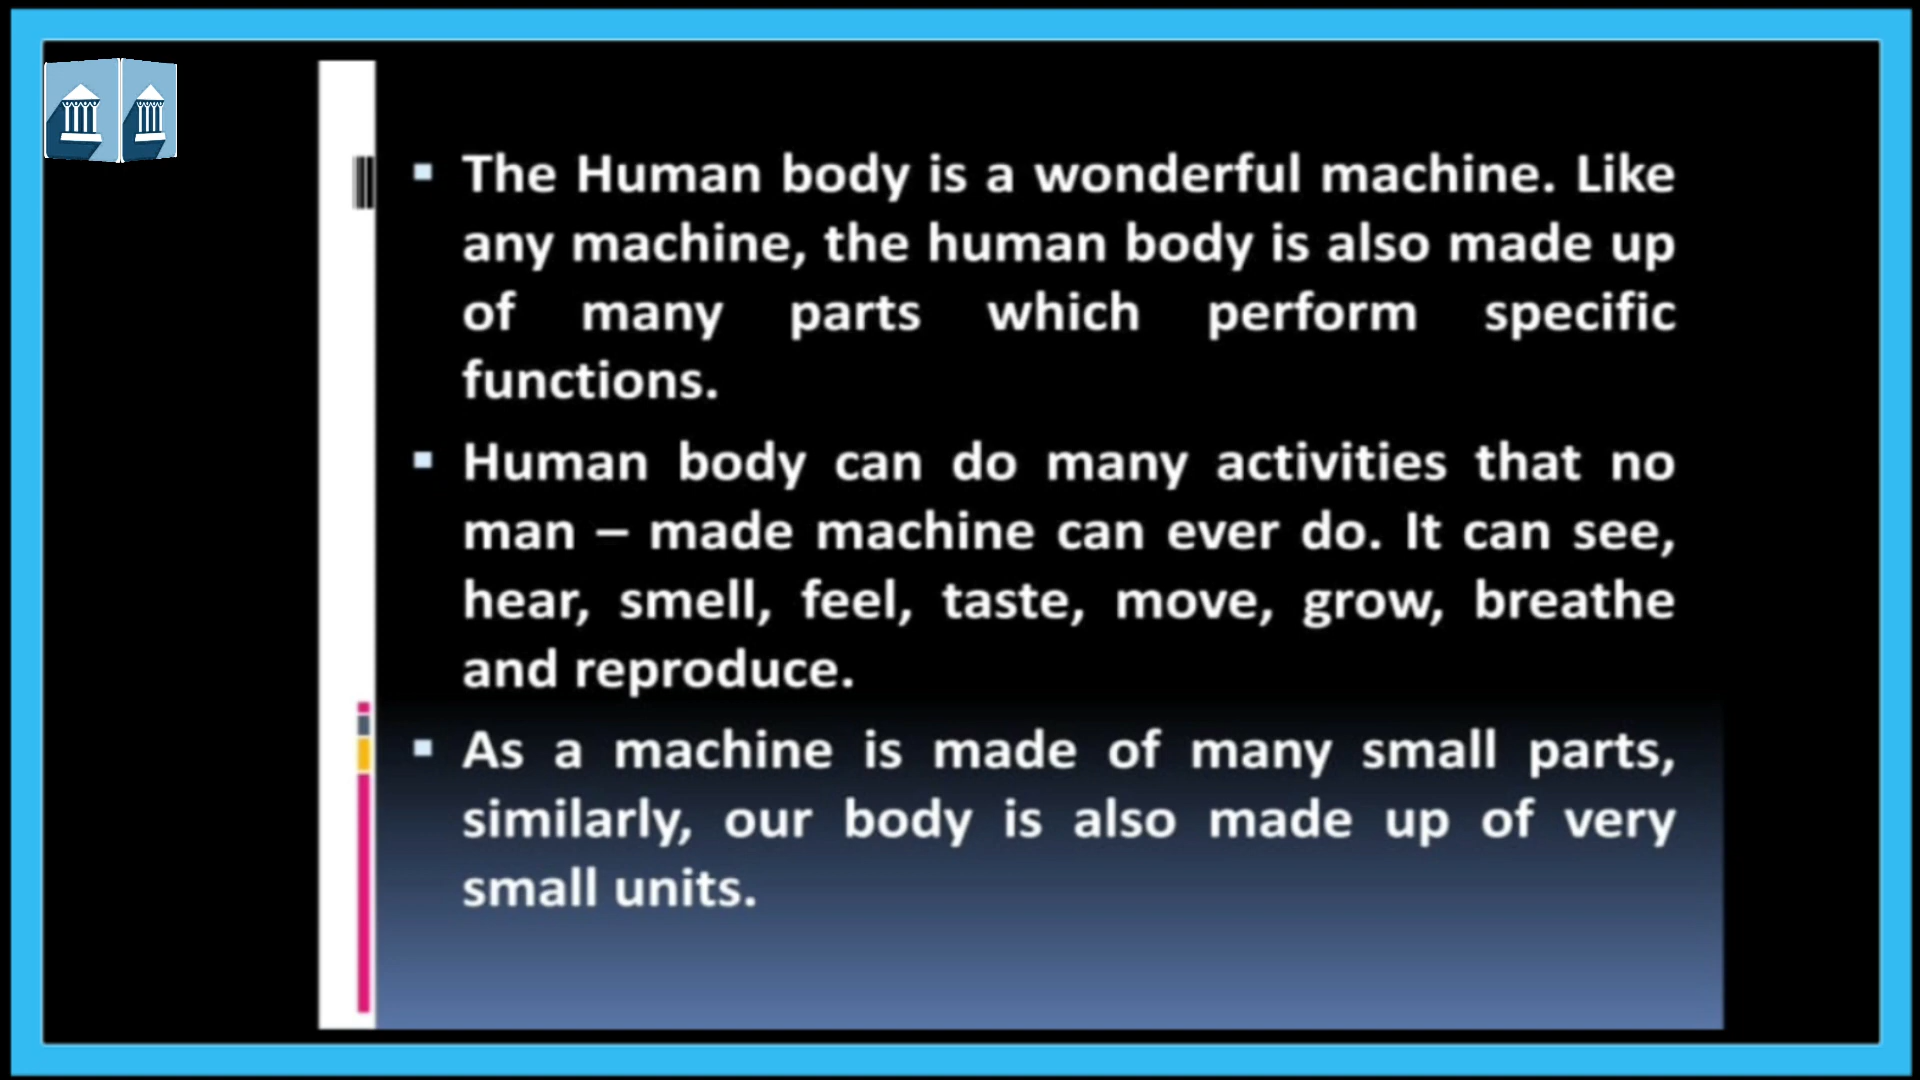 The Human body is a wonderful machine. Like
any machine, the human body is also made up
of many parts which perform specific
functions.
Human body can do many activities that no
man – made machine can ever do. It can see,
hear, smell, feel, taste, move, grow, breathe
and reproduce.
As a machine is made of many small parts,
similarly, our body is also made up of very
small units.